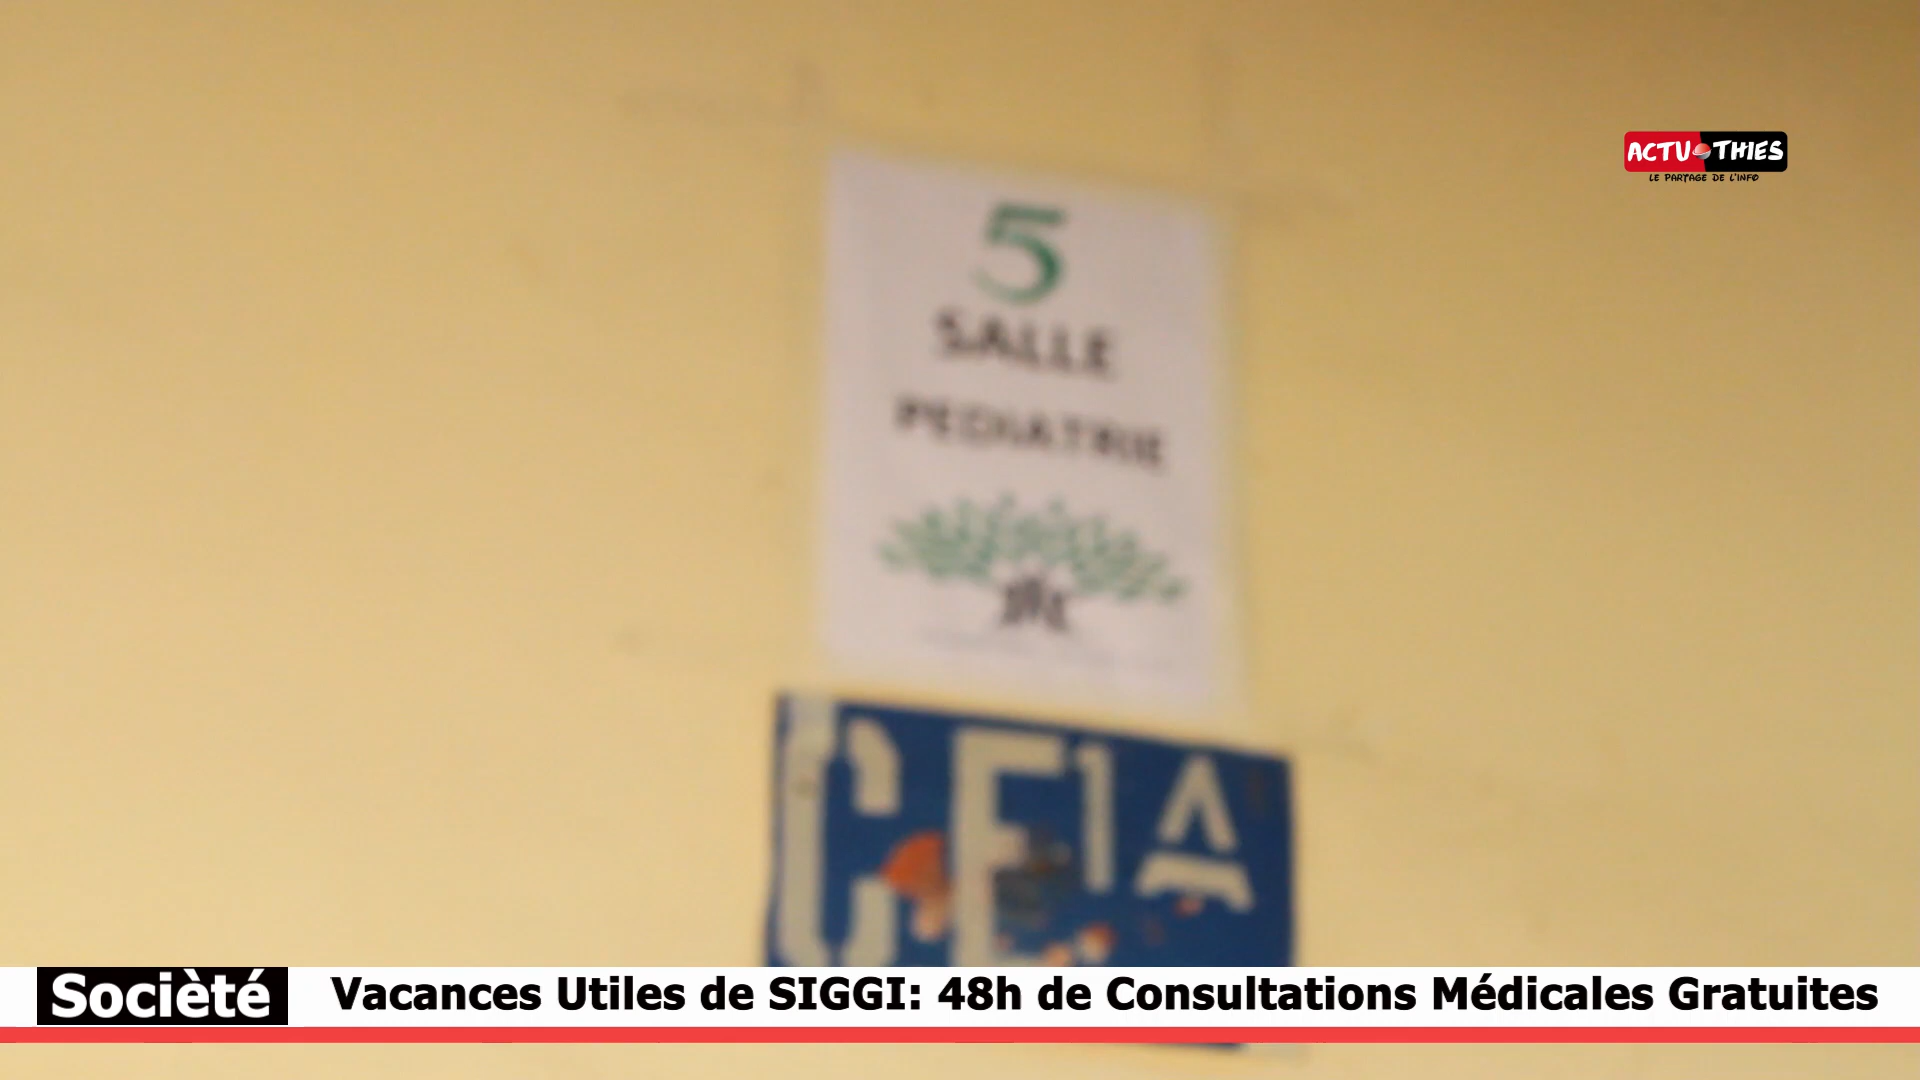 ACTU THIES
LE PARTAGE DE L'INFO
5
SALLE
PEDIATRIE
CE1A
Socièté
Vacances Utiles de SIGGI: 48h de Consultations Médicales Gratuites